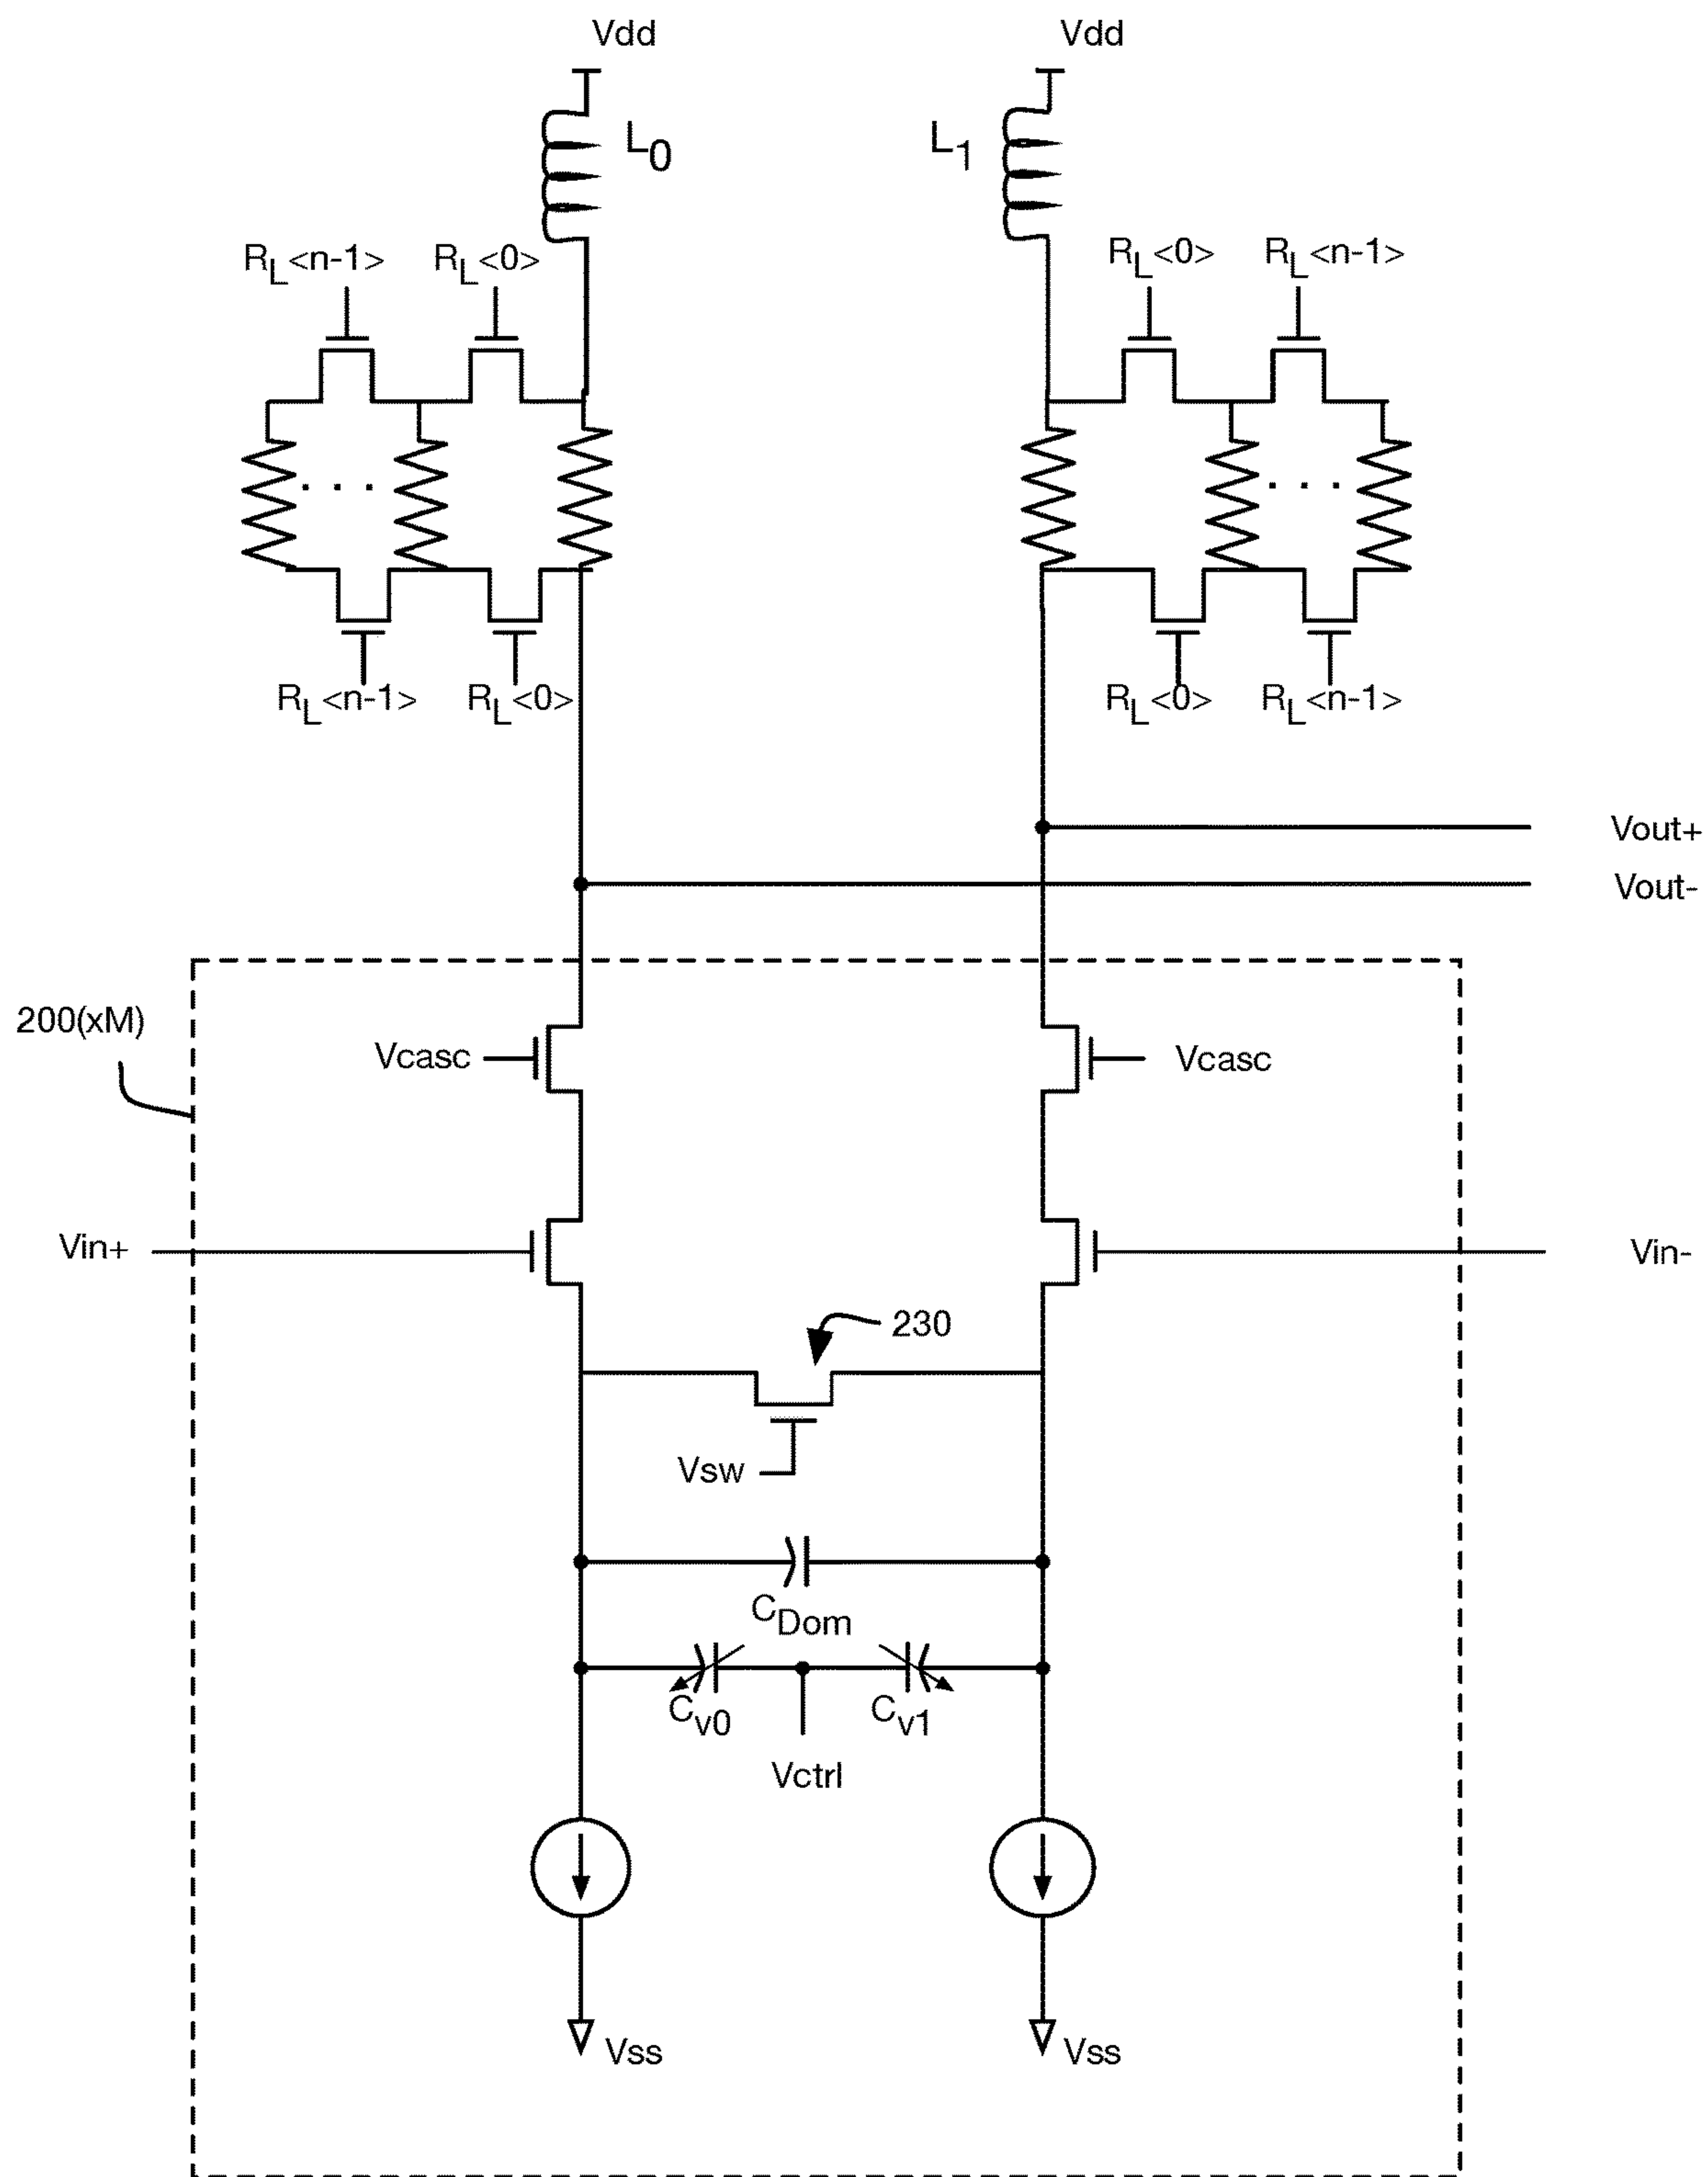 Vdd Vdd
L0 L1
RL<n-1> RL<0> RL<0> RL<n-1>
RL<n-1> RL<0> RL<0> RL<n-1>
Vout+
Vout-
200(xM)
Vcasc Vcasc
Vin+ Vin-
230
Vsw
CDom
Cv0 Cv1
Vctrl
Vss Vss